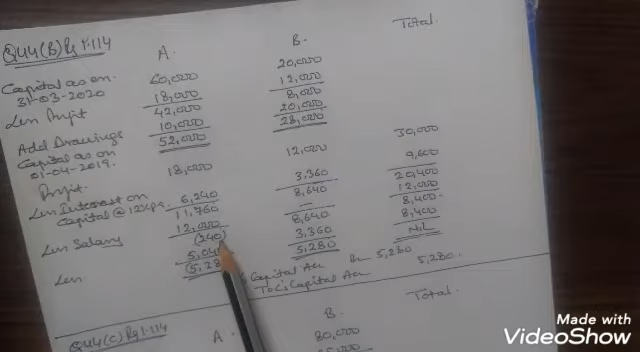 Q44(B) Pg 1.114 A. B. Total
Capital as on 31-03-2020 60,000 20,000
Less Profit 18,000 12,000
42,000 8,000
Add Drawings 10,000 20,000
Capital as on 01-04-2019. 52,000 28,000
Profit. 18,000 12,000 30,000
Less Interest on Capital @ 12% p.a. 6,240 3,360 9,600
11,760 8,640 20,400
Less Salary 12,000 — 12,000
(240) 8,640 8,400
Less 5,040 3,360 8,400
(5,28 5,280 Nil
Capital A/c Dr 5,280
To C's Capital A/c 5,280.
Q44(C) Pg 1.114 A. B. Total
80,000
Made with
VideoShow